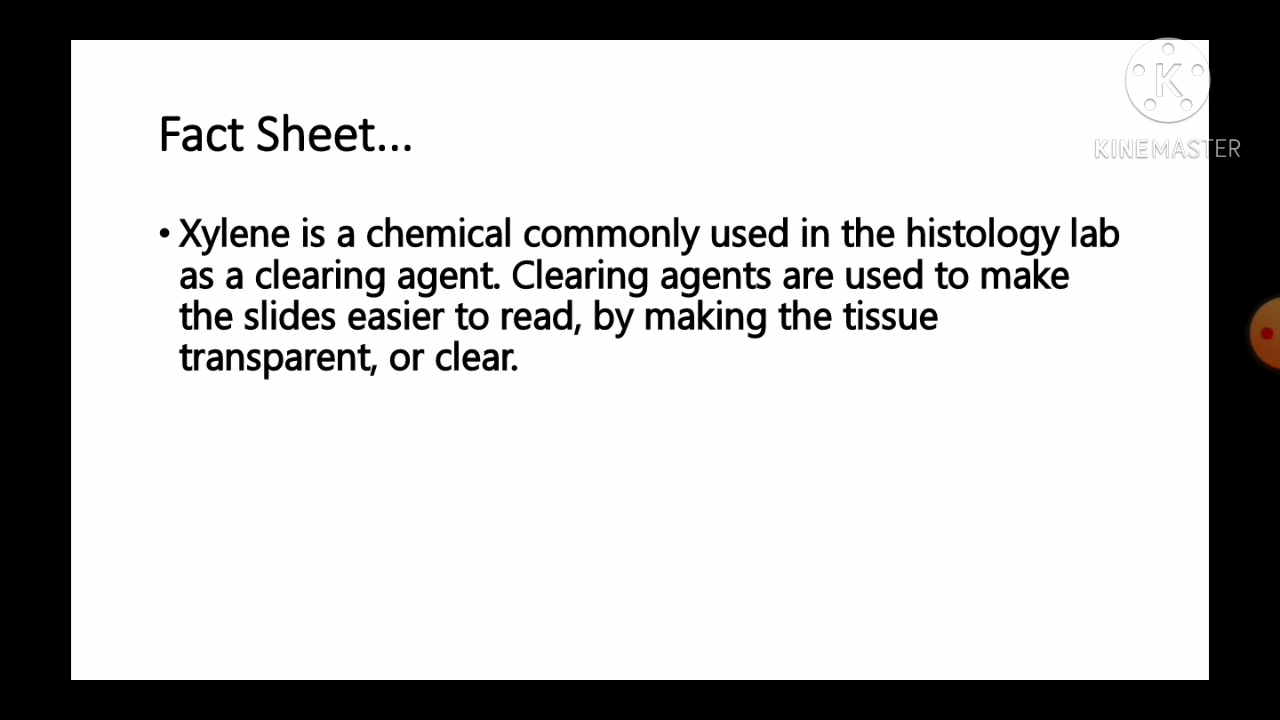 K
KINEMASTER
Fact Sheet...
• Xylene is a chemical commonly used in the histology lab
as a clearing agent. Clearing agents are used to make
the slides easier to read, by making the tissue
transparent, or clear.